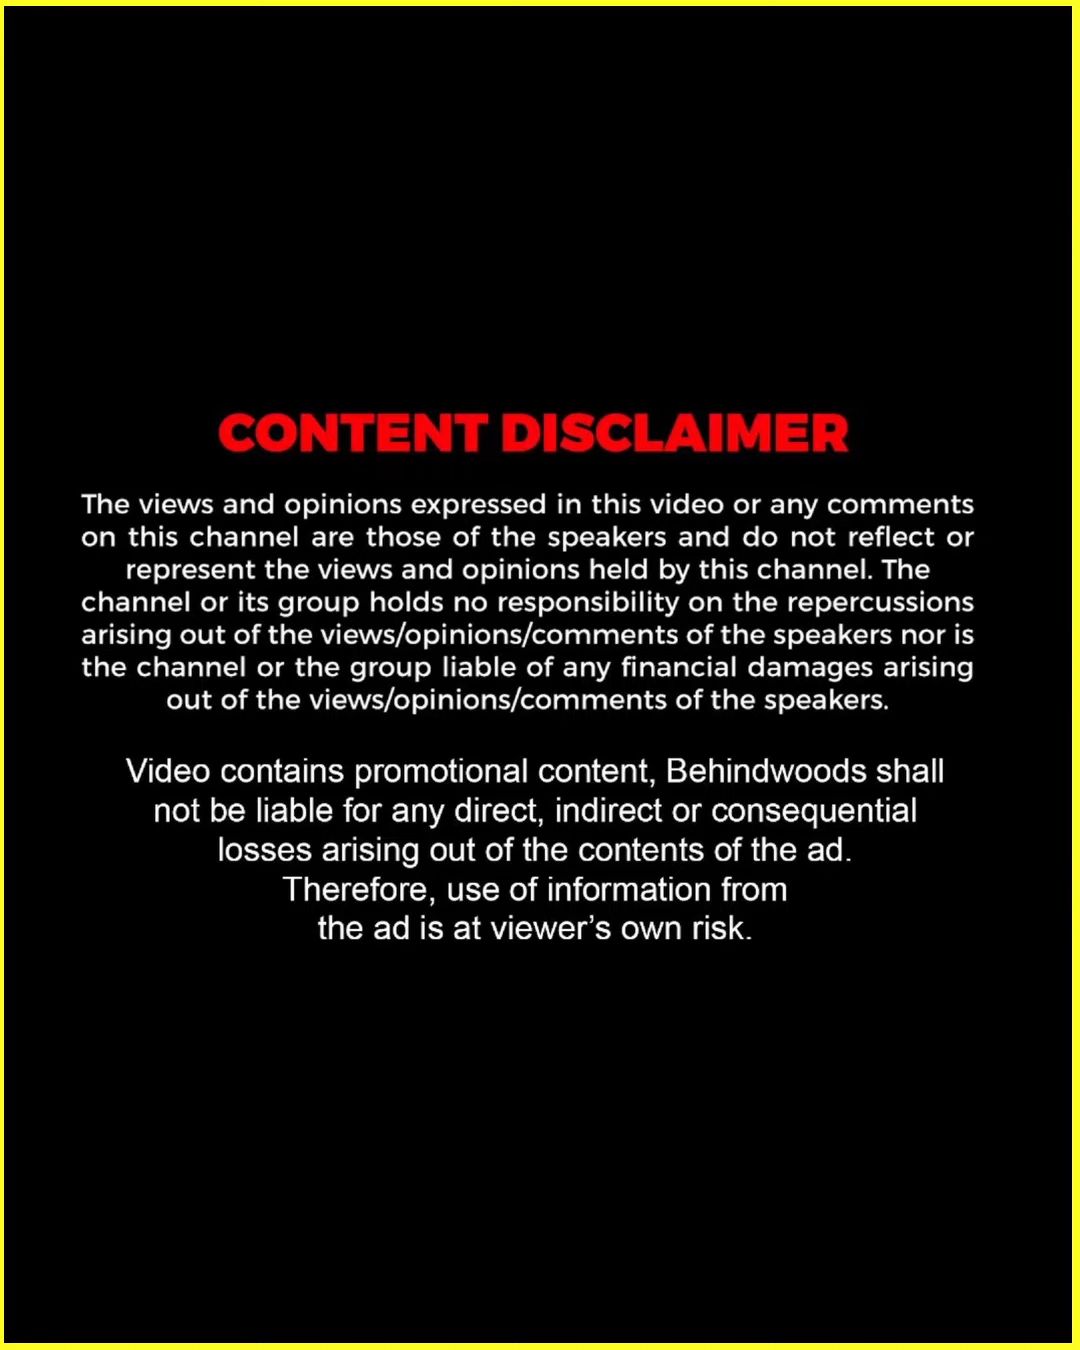 CONTENT DISCLAIMER
The views and opinions expressed in this video or any comments
on this channel are those of the speakers and do not reflect or
represent the views and opinions held by this channel. The
channel or its group holds no responsibility on the repercussions
arising out of the views/opinions/comments of the speakers nor is
the channel or the group liable of any financial damages arising
out of the views/opinions/comments of the speakers.
Video contains promotional content, Behindwoods shall
not be liable for any direct, indirect or consequential
losses arising out of the contents of the ad.
Therefore, use of information from
the ad is at viewer’s own risk.